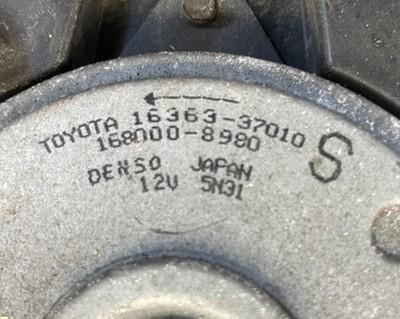 TOYOTA 16363-37010
168000-8980
S
DENSO JAPAN
12V 5N31